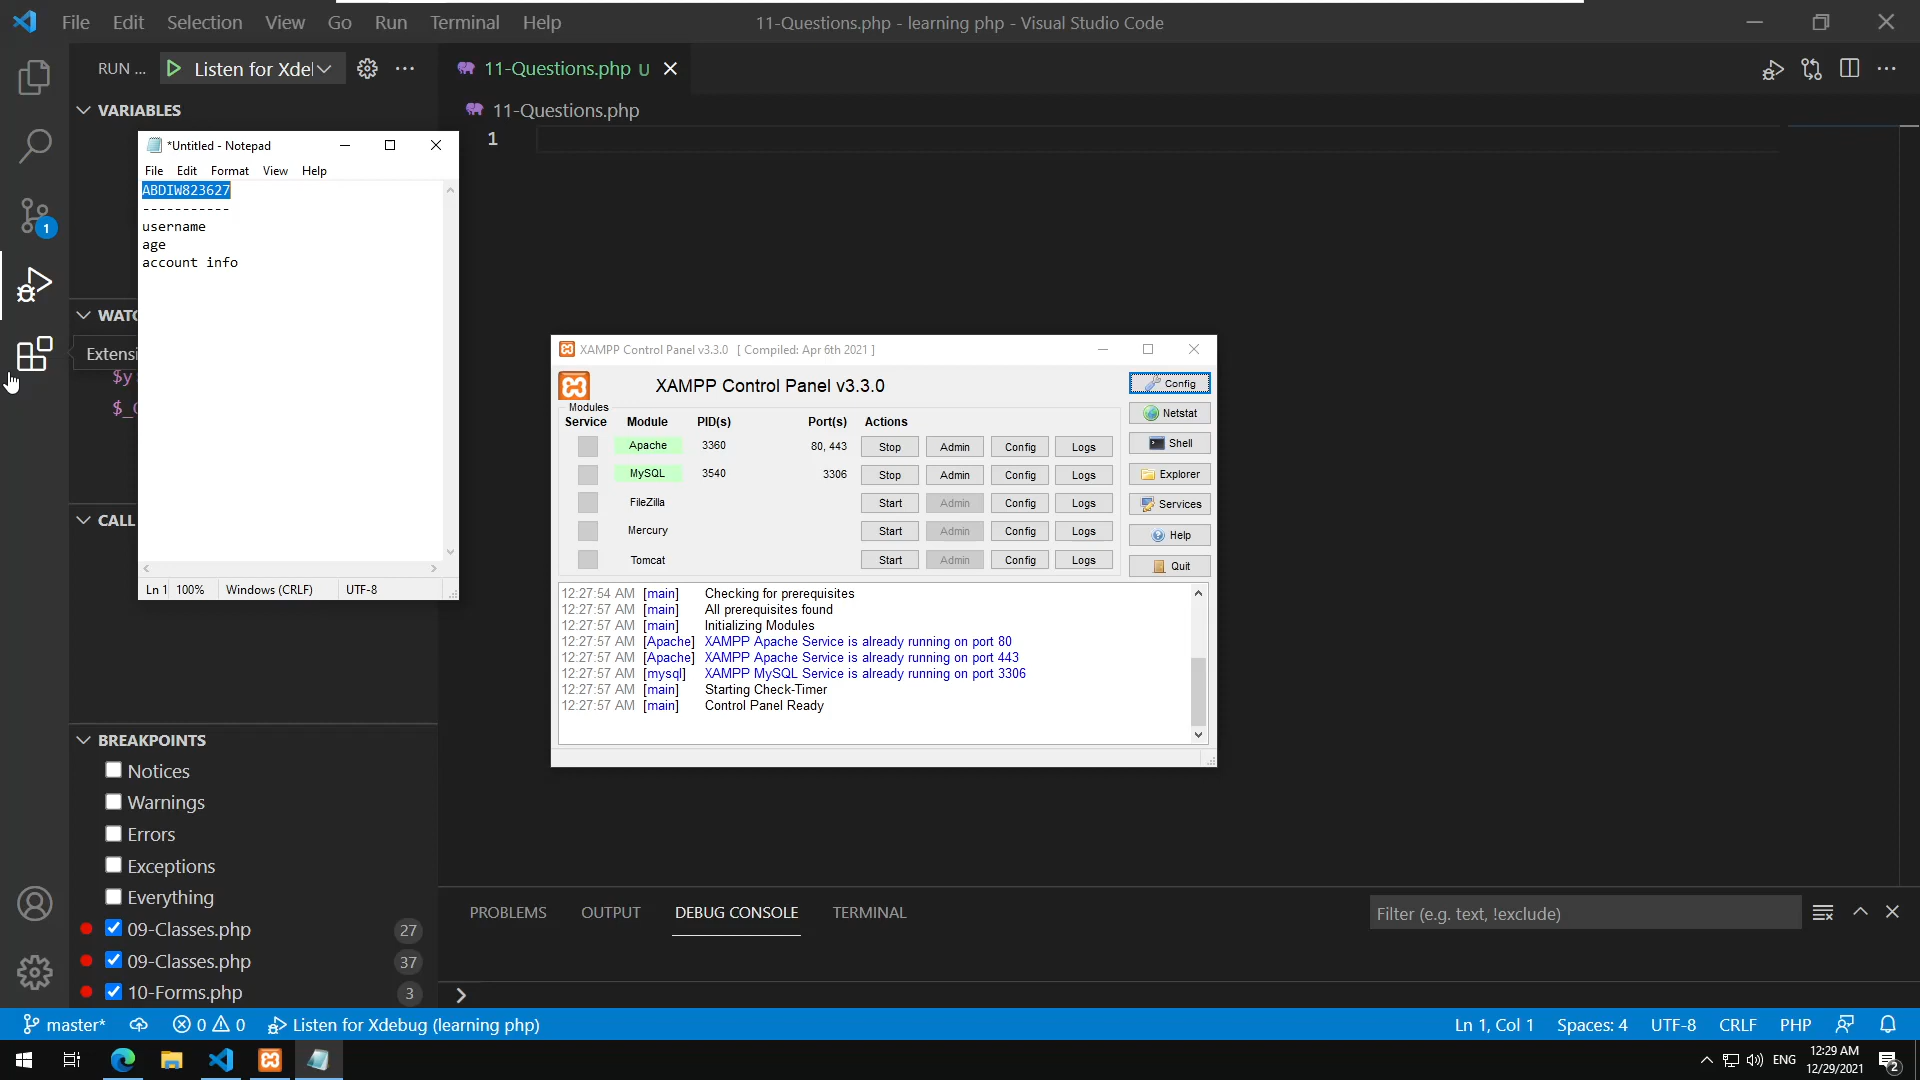 File Edit Selection View Go Run Terminal Help
11-Questions.php - learning php - Visual Studio Code
RUN ... Listen for Xde
11-Questions.php U
VARIABLES
11-Questions.php
1
*Untitled - Notepad
File Edit Format View Help
ABDIW823627
-----------
username
age
account info
Ln 1 100% Windows (CRLF) UTF-8
1
WATC
Extensi
$y
$_
CALL
XAMPP Control Panel v3.3.0 [ Compiled: Apr 6th 2021 ]
XAMPP Control Panel v3.3.0
Modules
Service Module PID(s) Port(s) Actions
Apache 3360 80, 443 Stop Admin Config Logs
MySQL 3540 3306 Stop Admin Config Logs
FileZilla Start Admin Config Logs
Mercury Start Admin Config Logs
Tomcat Start Admin Config Logs
Config
Netstat
Shell
Explorer
Services
Help
Quit
12:27:54 AM [main] Checking for prerequisites
12:27:57 AM [main] All prerequisites found
12:27:57 AM [main] Initializing Modules
12:27:57 AM [Apache] XAMPP Apache Service is already running on port 80
12:27:57 AM [Apache] XAMPP Apache Service is already running on port 443
12:27:57 AM [mysql] XAMPP MySQL Service is already running on port 3306
12:27:57 AM [main] Starting Check-Timer
12:27:57 AM [main] Control Panel Ready
BREAKPOINTS
Notices
Warnings
Errors
Exceptions
Everything
09-Classes.php 27
09-Classes.php 37
10-Forms.php 3
PROBLEMS OUTPUT DEBUG CONSOLE TERMINAL
Filter (e.g. text, !exclude)
master* 0 0 Listen for Xdebug (learning php)
Ln 1, Col 1 Spaces: 4 UTF-8 CRLF PHP
ENG
12:29 AM
12/29/2021
2